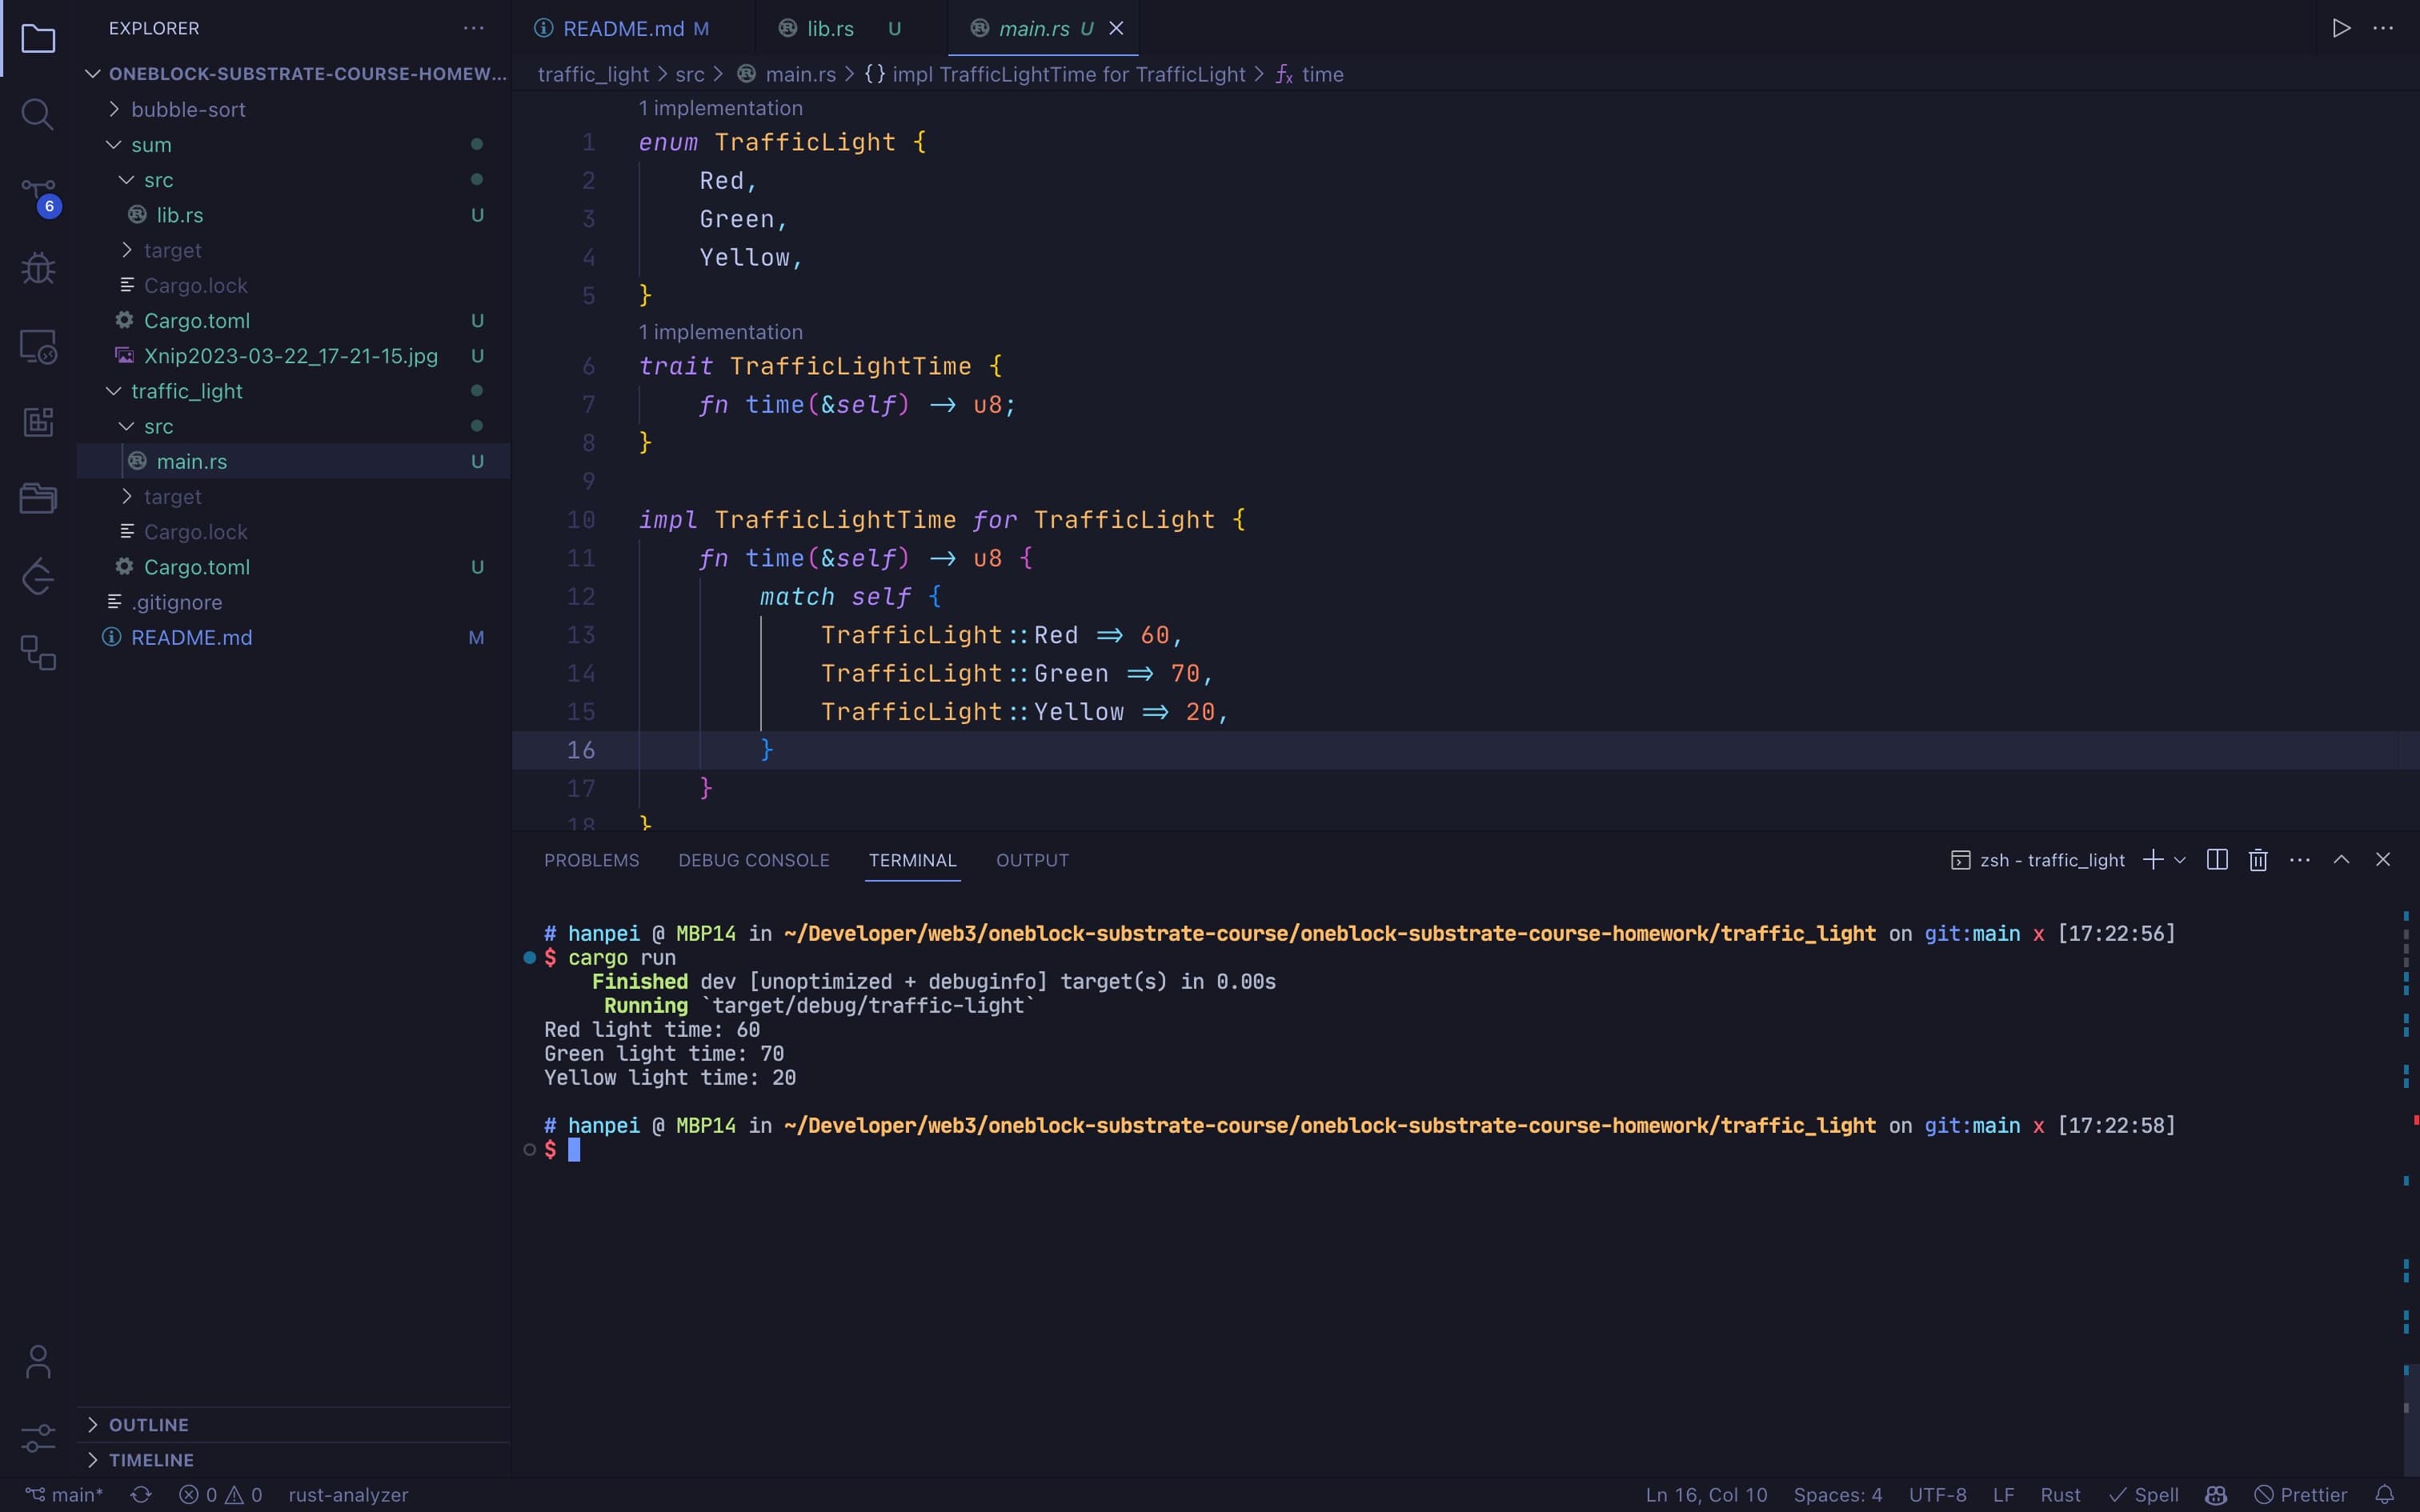 EXPLORER
ONEBLOCK-SUBSTRATE-COURSE-HOMEW...
bubble-sort
sum
src
lib.rs U
target
Cargo.lock
Cargo.toml U
Xnip2023-03-22_17-21-15.jpg U
traffic_light
src
main.rs U
target
Cargo.lock
Cargo.toml U
.gitignore
README.md M
OUTLINE
TIMELINE
6
README.md M lib.rs U main.rs U
traffic_light > src > main.rs > {} impl TrafficLightTime for TrafficLight > time
1 implementation
1 enum TrafficLight {
2 Red,
3 Green,
4 Yellow,
5 }
1 implementation
6 trait TrafficLightTime {
7 fn time(&self) -> u8;
8 }
9
10 impl TrafficLightTime for TrafficLight {
11 fn time(&self) -> u8 {
12 match self {
13 TrafficLight::Red => 60,
14 TrafficLight::Green => 70,
15 TrafficLight::Yellow => 20,
16 }
17 }
18 }
PROBLEMS DEBUG CONSOLE TERMINAL OUTPUT zsh - traffic_light
# hanpei @ MBP14 in ~/Developer/web3/oneblock-substrate-course/oneblock-substrate-course-homework/traffic_light on git:main x [17:22:56]
$ cargo run
Finished dev [unoptimized + debuginfo] target(s) in 0.00s
Running `target/debug/traffic-light`
Red light time: 60
Green light time: 70
Yellow light time: 20
# hanpei @ MBP14 in ~/Developer/web3/oneblock-substrate-course/oneblock-substrate-course-homework/traffic_light on git:main x [17:22:58]
$
main* 0 0 rust-analyzer Ln 16, Col 10 Spaces: 4 UTF-8 LF Rust Spell Prettier